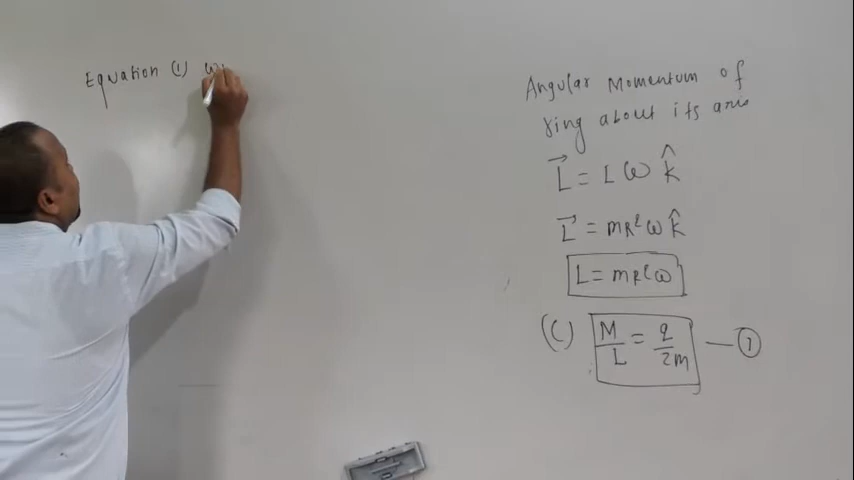 Equation (1) w
Angular Momentum of
ring about its axis
L⃗ = I ω k̂
L⃗ = mR²ω k̂
L = mR²ω
(C) M/L = q/2m — ①